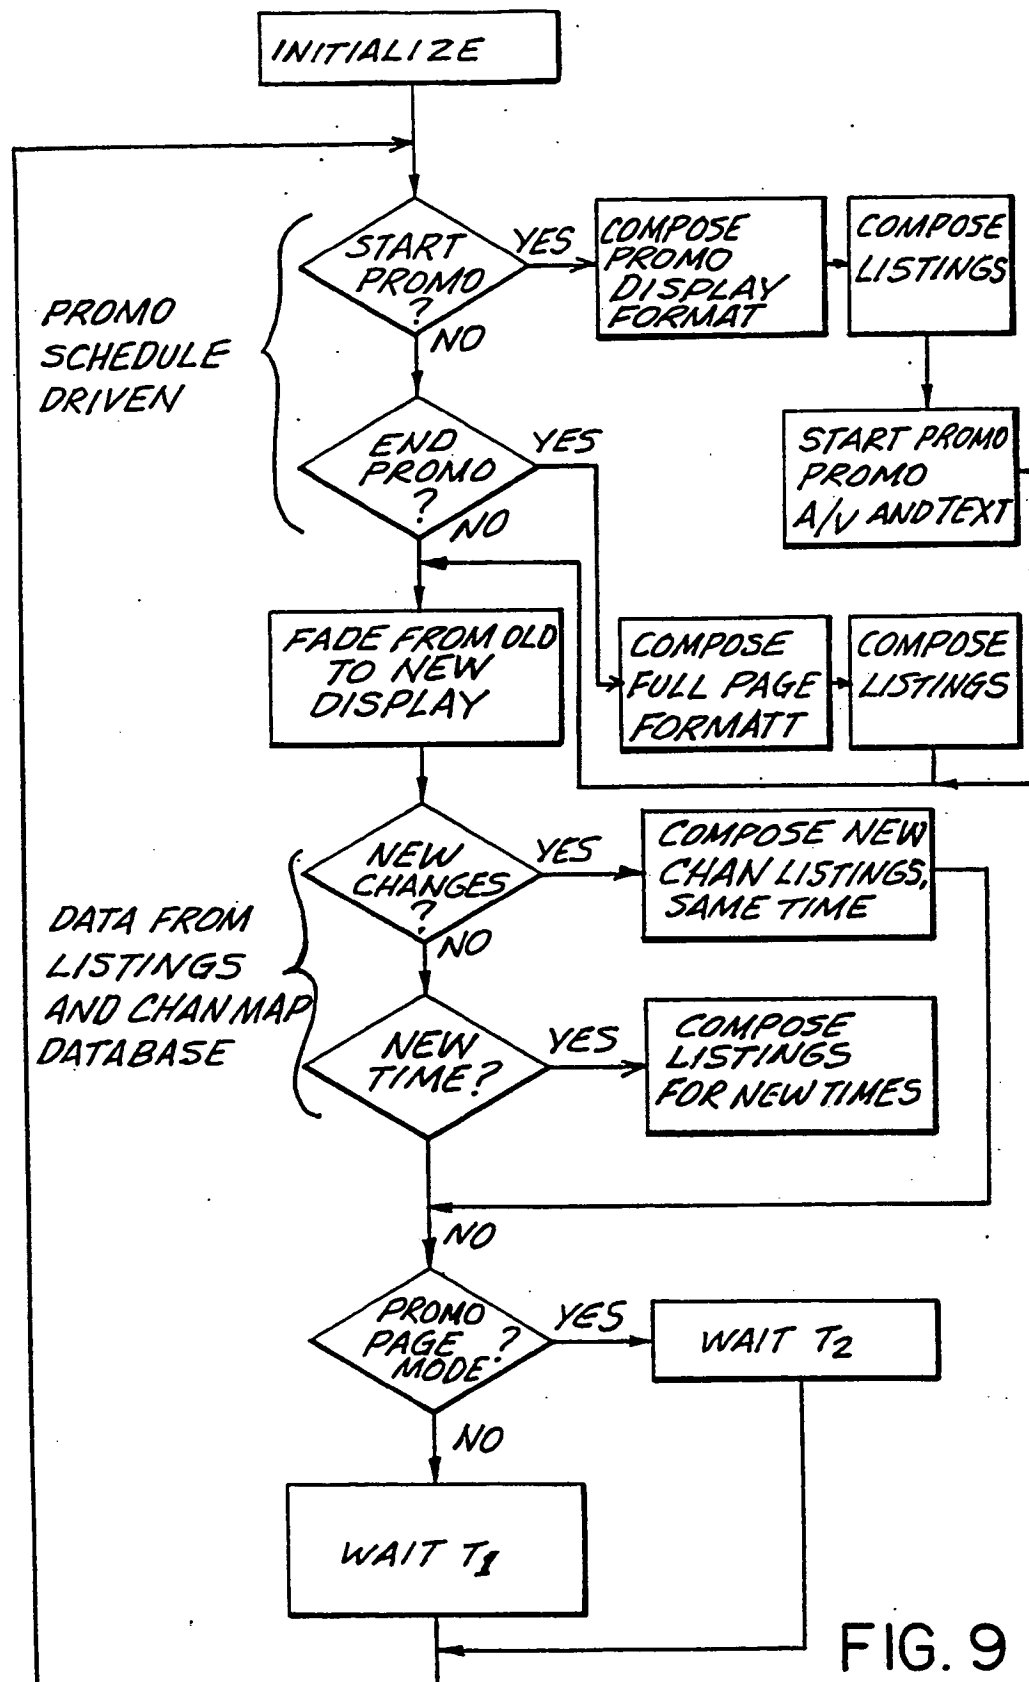 INITIALIZE
START
PROMO
?
YES
NO
COMPOSE
PROMO
DISPLAY
FORMAT
COMPOSE
LISTINGS
PROMO
SCHEDULE
DRIVEN
START PROMO
PROMO
A/V AND TEXT
END
PROMO
?
YES
NO
FADE FROM OLD
TO NEW
DISPLAY
COMPOSE
FULL PAGE
FORMATT
COMPOSE
LISTINGS
NEW
CHANGES
?
YES
NO
COMPOSE NEW
CHAN LISTINGS,
SAME TIME
DATA FROM
LISTINGS
AND CHAN MAP
DATABASE
NEW
TIME?
YES
COMPOSE
LISTINGS
FOR NEW TIMES
NO
PROMO
PAGE ?
MODE
YES
WAIT T2
NO
WAIT T1
FIG. 9